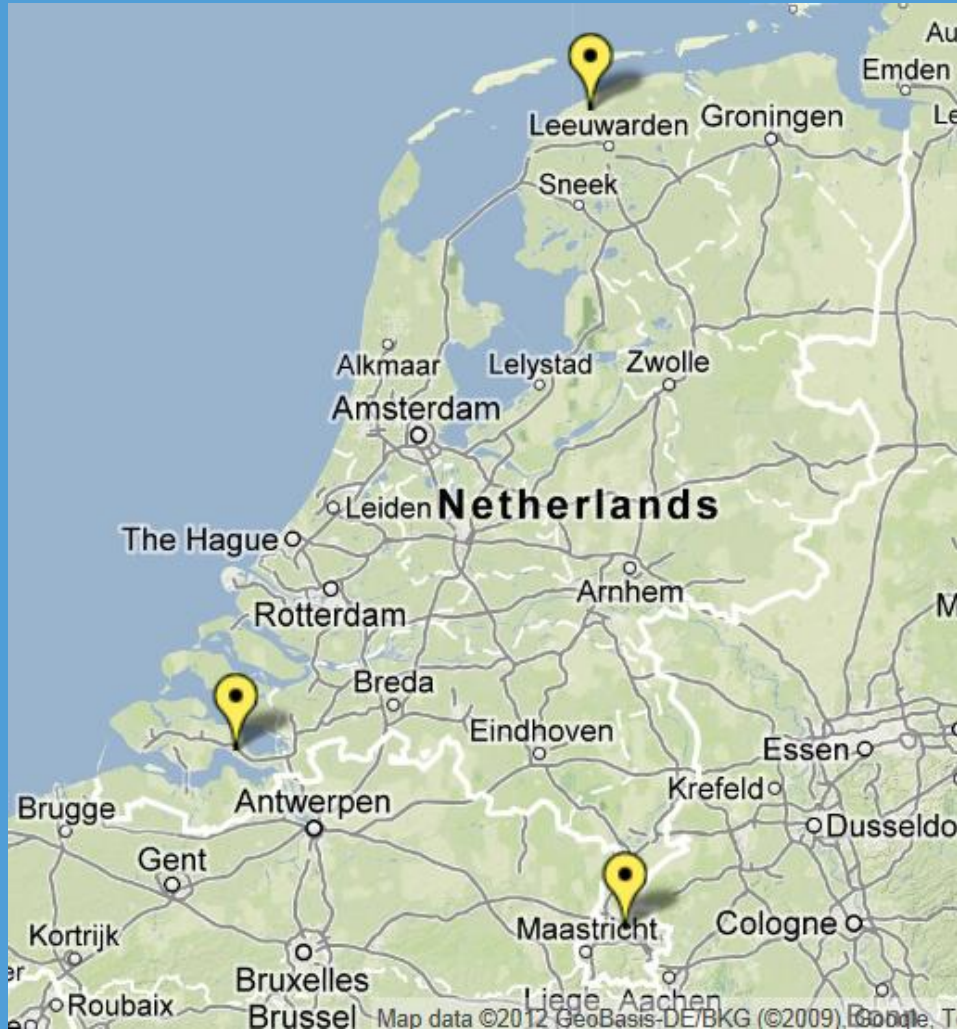 Au
Emden
Leeuwarden
Groningen
Le
Sneek
Alkmaar
Lelystad
Zwolle
Amsterdam
Leiden
Netherlands
The Hague
Arnhem
Rotterdam
M
Breda
Eindhoven
Essen
Krefeld
Brugge
Antwerpen
Dusseldo
Gent
Maastricht
Cologne
Kortrijk
er
Bruxelles
Roubaix
Liege
Aachen
Brussel
Map data ©2012 GeoBasis-DE/BKG (©2009), Google, T